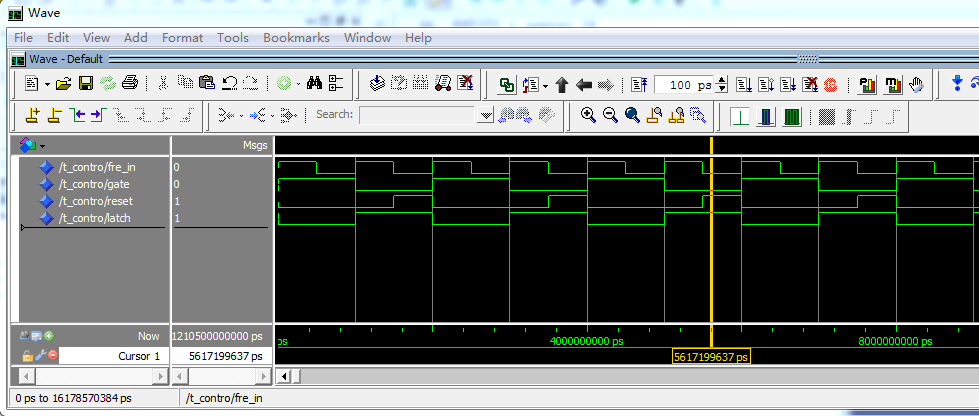 Wave
File Edit View Add Format Tools Bookmarks Window Help
Wave - Default
100 ps
Search:
Msgs
/t_contro/fre_in 0
/t_contro/gate 0
/t_contro/reset 1
/t_contro/latch 1
Now 1210500000000 ps ps 4000000000 ps 8000000000 ps
Cursor 1 5617199637 ps 5617199637 ps
0 ps to 16178570384 ps /t_contro/fre_in